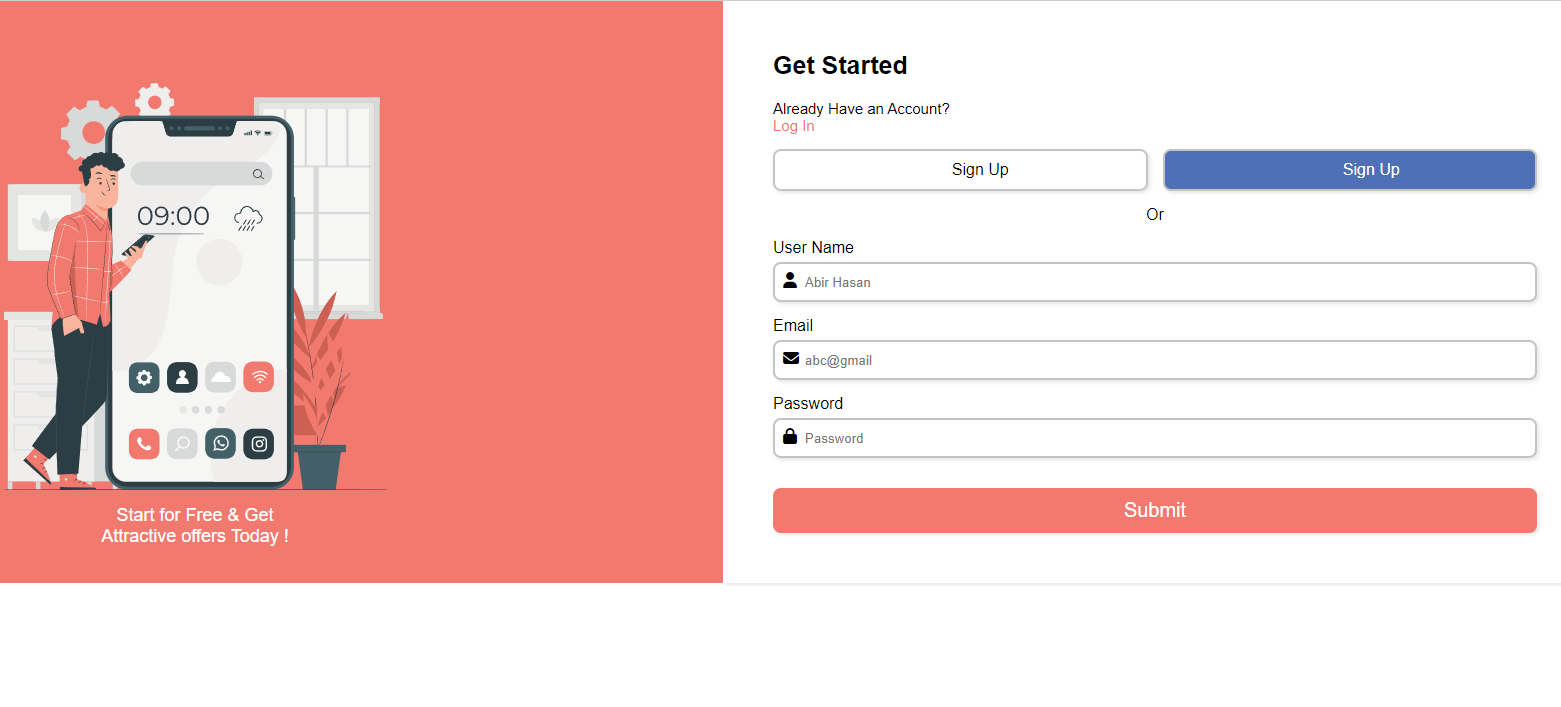 09:00
Start for Free & Get
Attractive offers Today !
Get Started
Already Have an Account?
Log In
Sign Up
Sign Up
Or
User Name
Abir Hasan
Email
abc@gmail
Password
Password
Submit